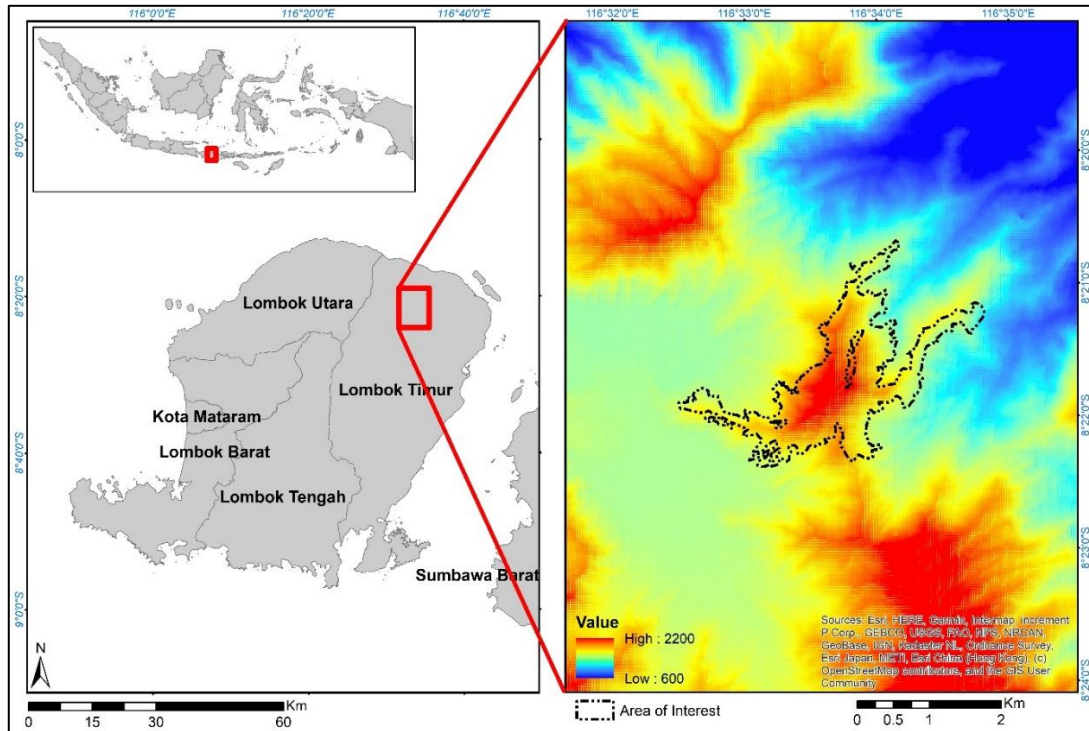 116°0'0"E
116°20'0"E
116°40'0"E
8°0'0"S
8°20'0"S
8°40'0"S
9°0'0"S
Lombok Utara
Lombok Timur
Kota Mataram
Lombok Barat
Lombok Tengah
Sumbawa Barat
N
Km
0 15 30 60
116°32'0"E
116°33'0"E
116°34'0"E
116°35'0"E
8°20'0"S
8°21'0"S
8°22'0"S
8°23'0"S
8°24'0"S
Value
High : 2200
Low : 600
Sources: Esri, HERE, Garmin, Intermap, increment
P Corp., GEBCO, USGS, FAO, NPS, NRCAN,
GeoBase, IGN, Kadaster NL, Ordnance Survey,
Esri Japan, METI, Esri China (Hong Kong), (c)
OpenStreetMap contributors, and the GIS User
Community
Area of Interest
Km
0 0.5 1 2